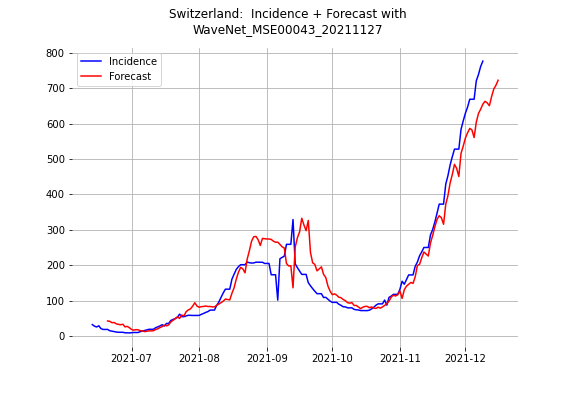 Switzerland:  Incidence + Forecast with
WaveNet_MSE00043_20211127
Incidence
Forecast
800
700
600
500
400
300
200
100
0
2021-07 2021-08 2021-09 2021-10 2021-11 2021-12